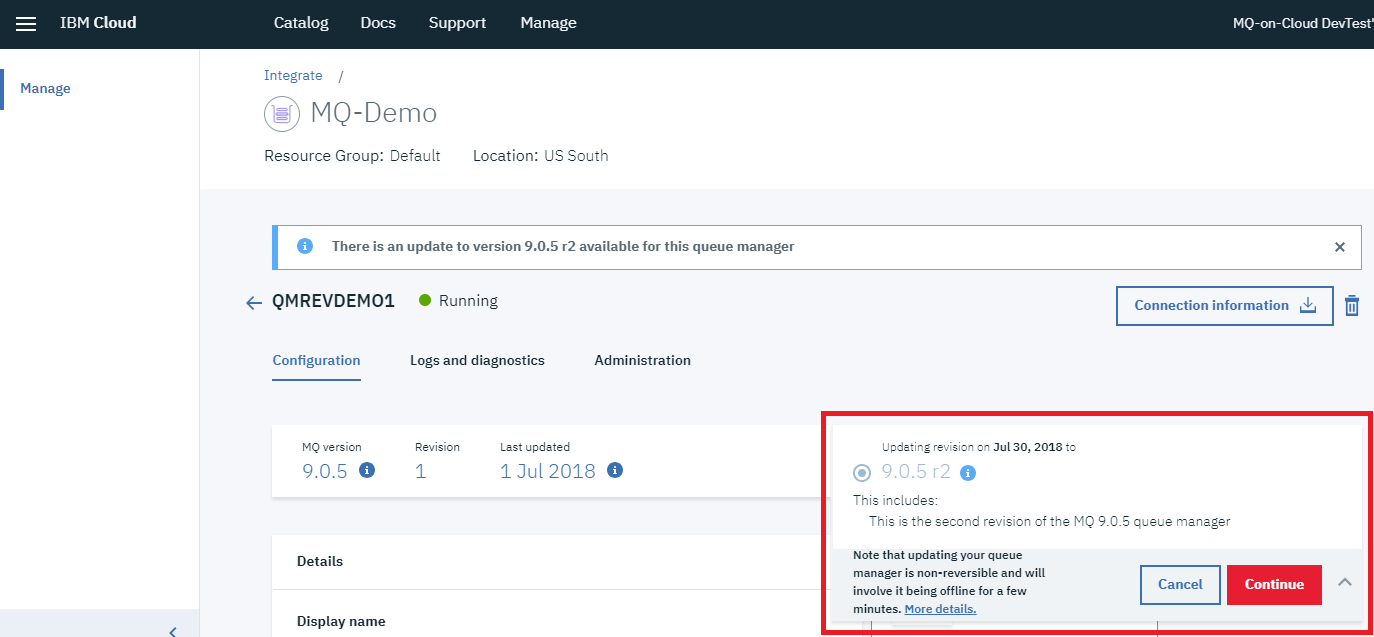 IBM Cloud
Catalog Docs Support Manage
MQ-on-Cloud DevTest'
Manage
Integrate /
MQ-Demo
Resource Group: Default Location: US South
There is an update to version 9.0.5 r2 available for this queue manager
QMREVDEMO1 Running
Connection information
Configuration Logs and diagnostics Administration
MQ version Revision Last updated
9.0.5 1 1 Jul 2018
Updating revision on Jul 30, 2018 to
9.0.5 r2
This includes:
This is the second revision of the MQ 9.0.5 queue manager
Note that updating your queue
manager is non-reversible and will
involve it being offline for a few
minutes. More details.
Cancel Continue
Details
Display name